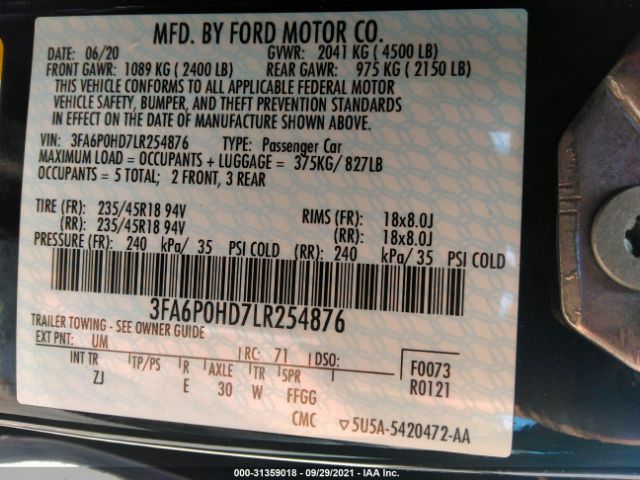 MFD. BY FORD MOTOR CO.
DATE: 06/20 GVWR: 2041 KG ( 4500 LB)
FRONT GAWR: 1089 KG ( 2400 LB) REAR GAWR: 975 KG ( 2150 LB)
THIS VEHICLE CONFORMS TO ALL APPLICABLE FEDERAL MOTOR
VEHICLE SAFETY, BUMPER, AND THEFT PREVENTION STANDARDS
IN EFFECT ON THE DATE OF MANUFACTURE SHOWN ABOVE.
VIN: 3FA6P0HD7LR254876 TYPE: Passenger Car
MAXIMUM LOAD = OCCUPANTS + LUGGAGE = 375KG/ 827LB
OCCUPANTS = 5 TOTAL; 2 FRONT, 3 REAR
TIRE (FR): 235/45R18 94V RIMS (FR): 18x8.0J
(RR): 235/45R18 94V (RR): 18x8.0J
PRESSURE (FR): 240 kPa/ 35 PSI COLD (RR): 240 kPa/ 35 PSI COLD
3FA6P0HD7LR254876
TRAILER TOWING - SEE OWNER GUIDE
EXT PNT: UM RC: 71 DSO: F0073
INT TR TP/PS R AXLE TR SPR R0121
ZJ E 30 W FFGG
CMC 5U5A-5420472-AA
000-31359018 - 09/29/2021 - IAA Inc.